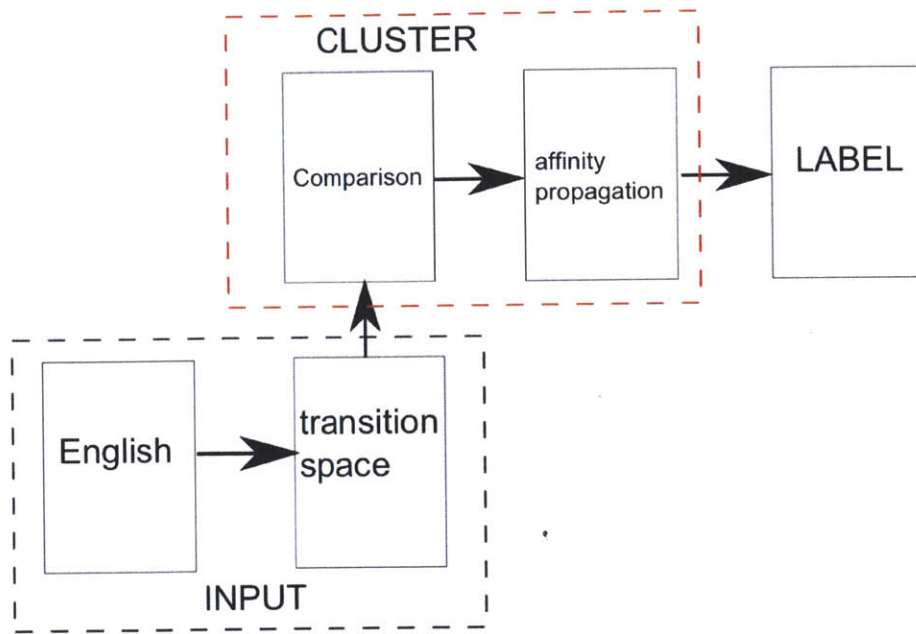 CLUSTER
Comparison
affinity
propagation
LABEL
English
transition
space
INPUT